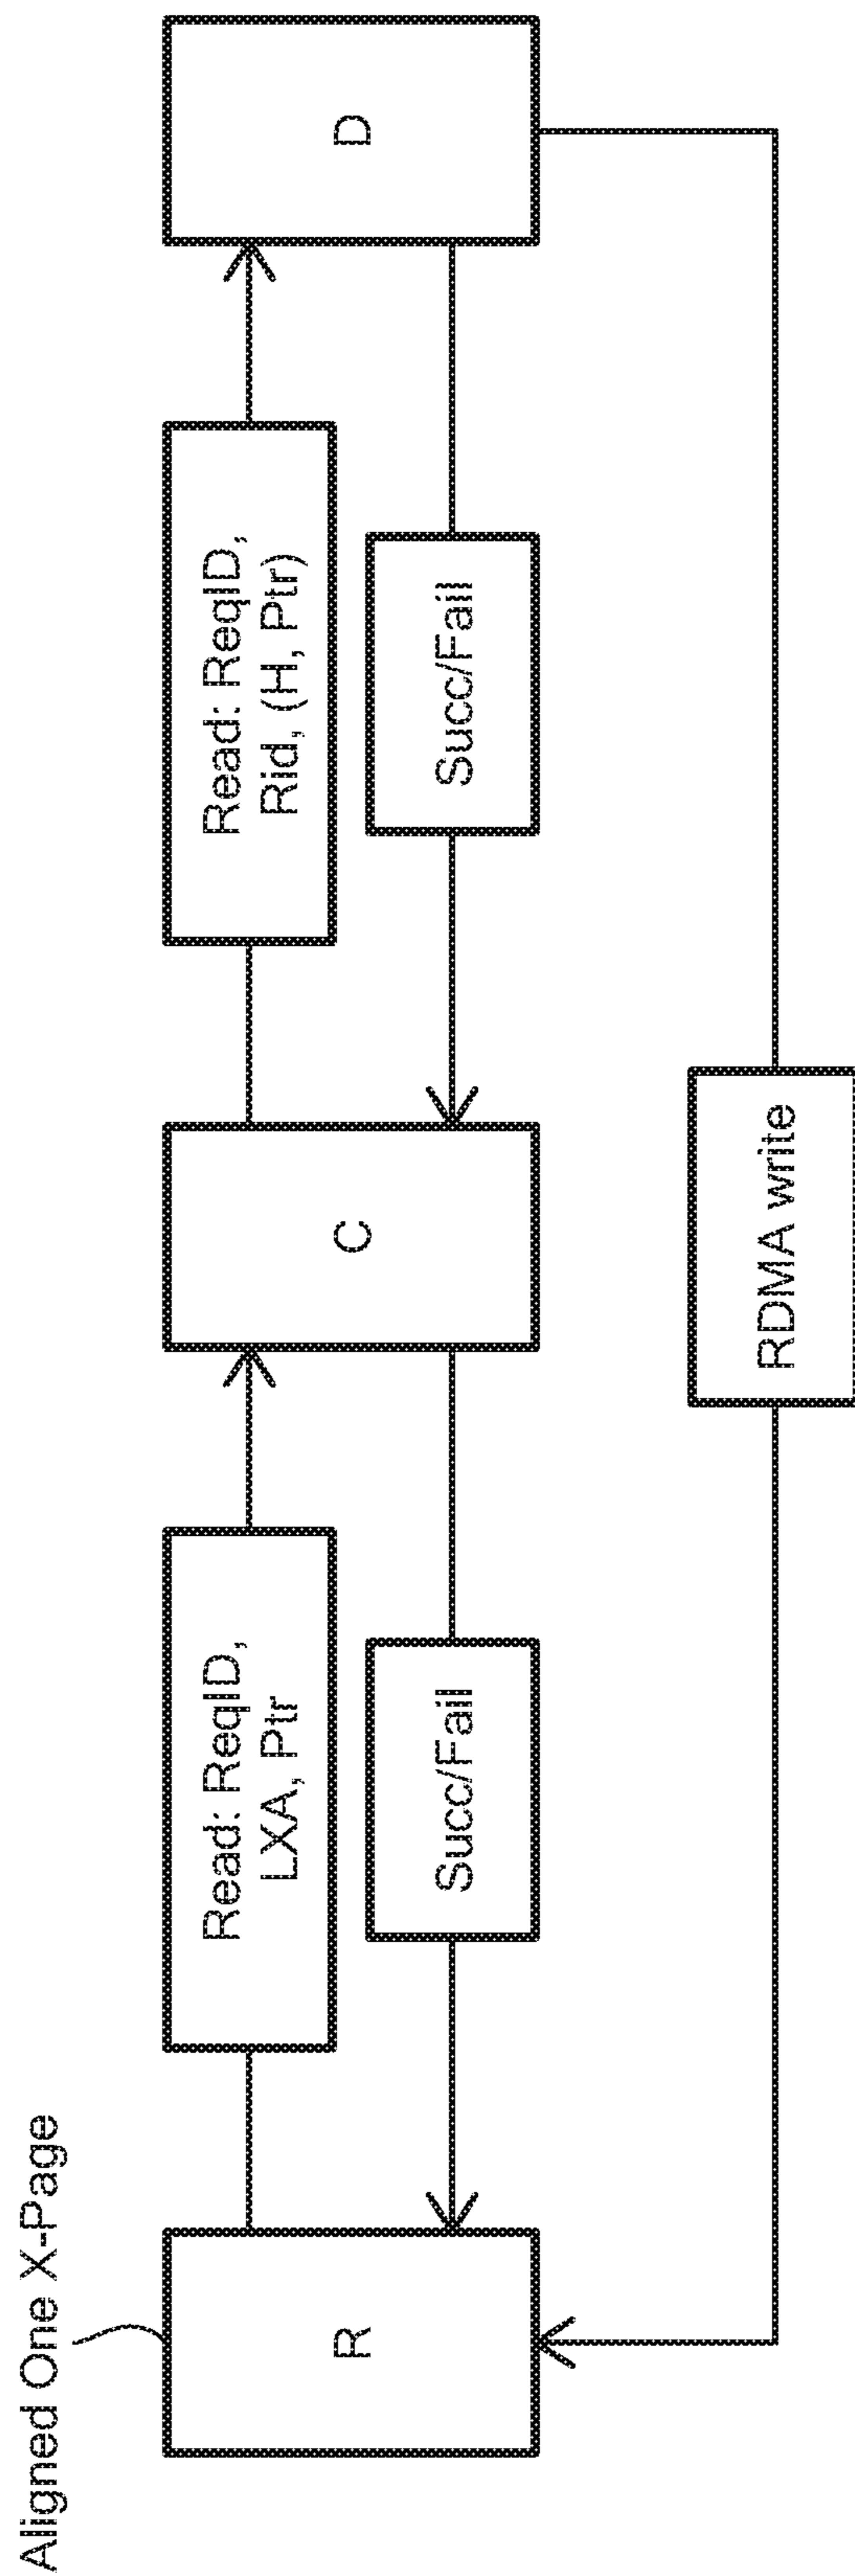 Aligned One X-Page
R
Read: ReqID,
LXA, Ptr
Succ/Fail
C
Read: ReqID,
Rid, (H, Ptr)
Succ/Fail
D
RDMA write